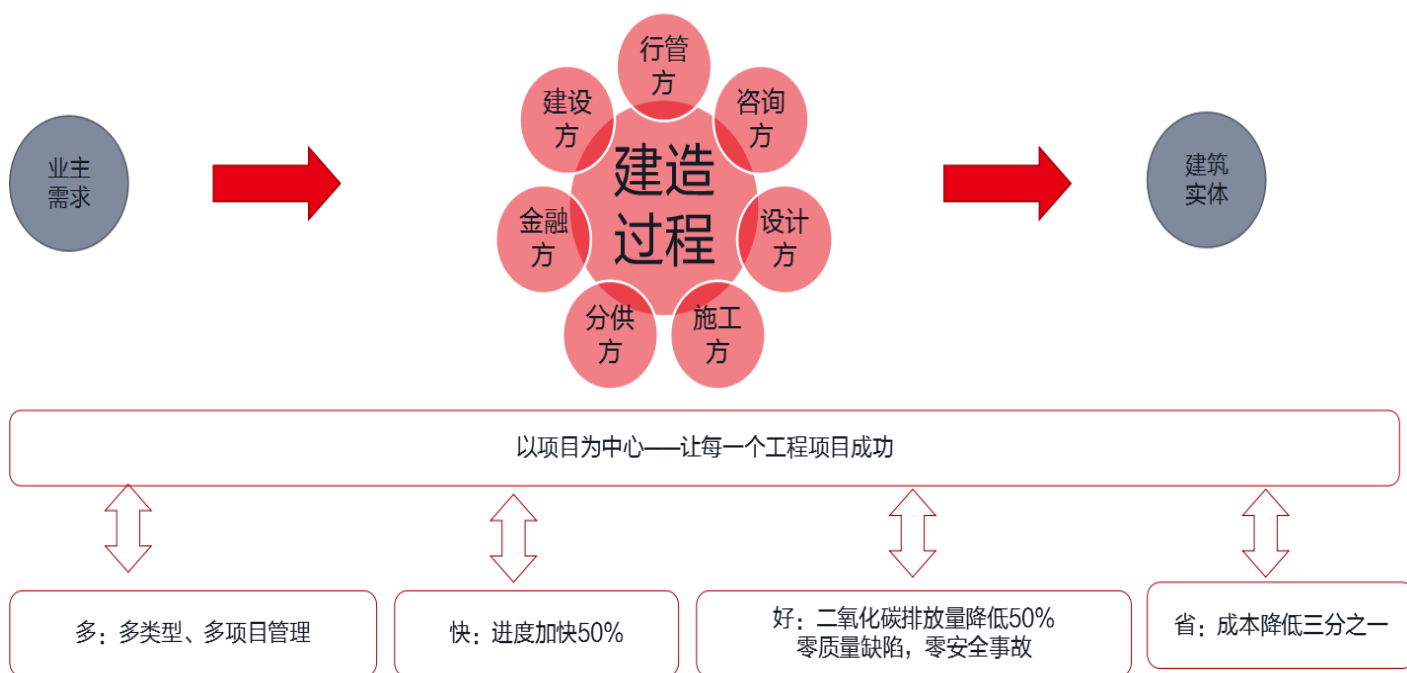 行管
方
建设
方
咨询
方
业主
需求
建造
过程
建筑
实体
金融
方
设计
方
分供
方
施工
方
以项目为中心——让每一个工程项目成功
多：多类型、多项目管理
快：进度加快50%
好：二氧化碳排放量降低50%
零质量缺陷，零安全事故
省：成本降低三分之一